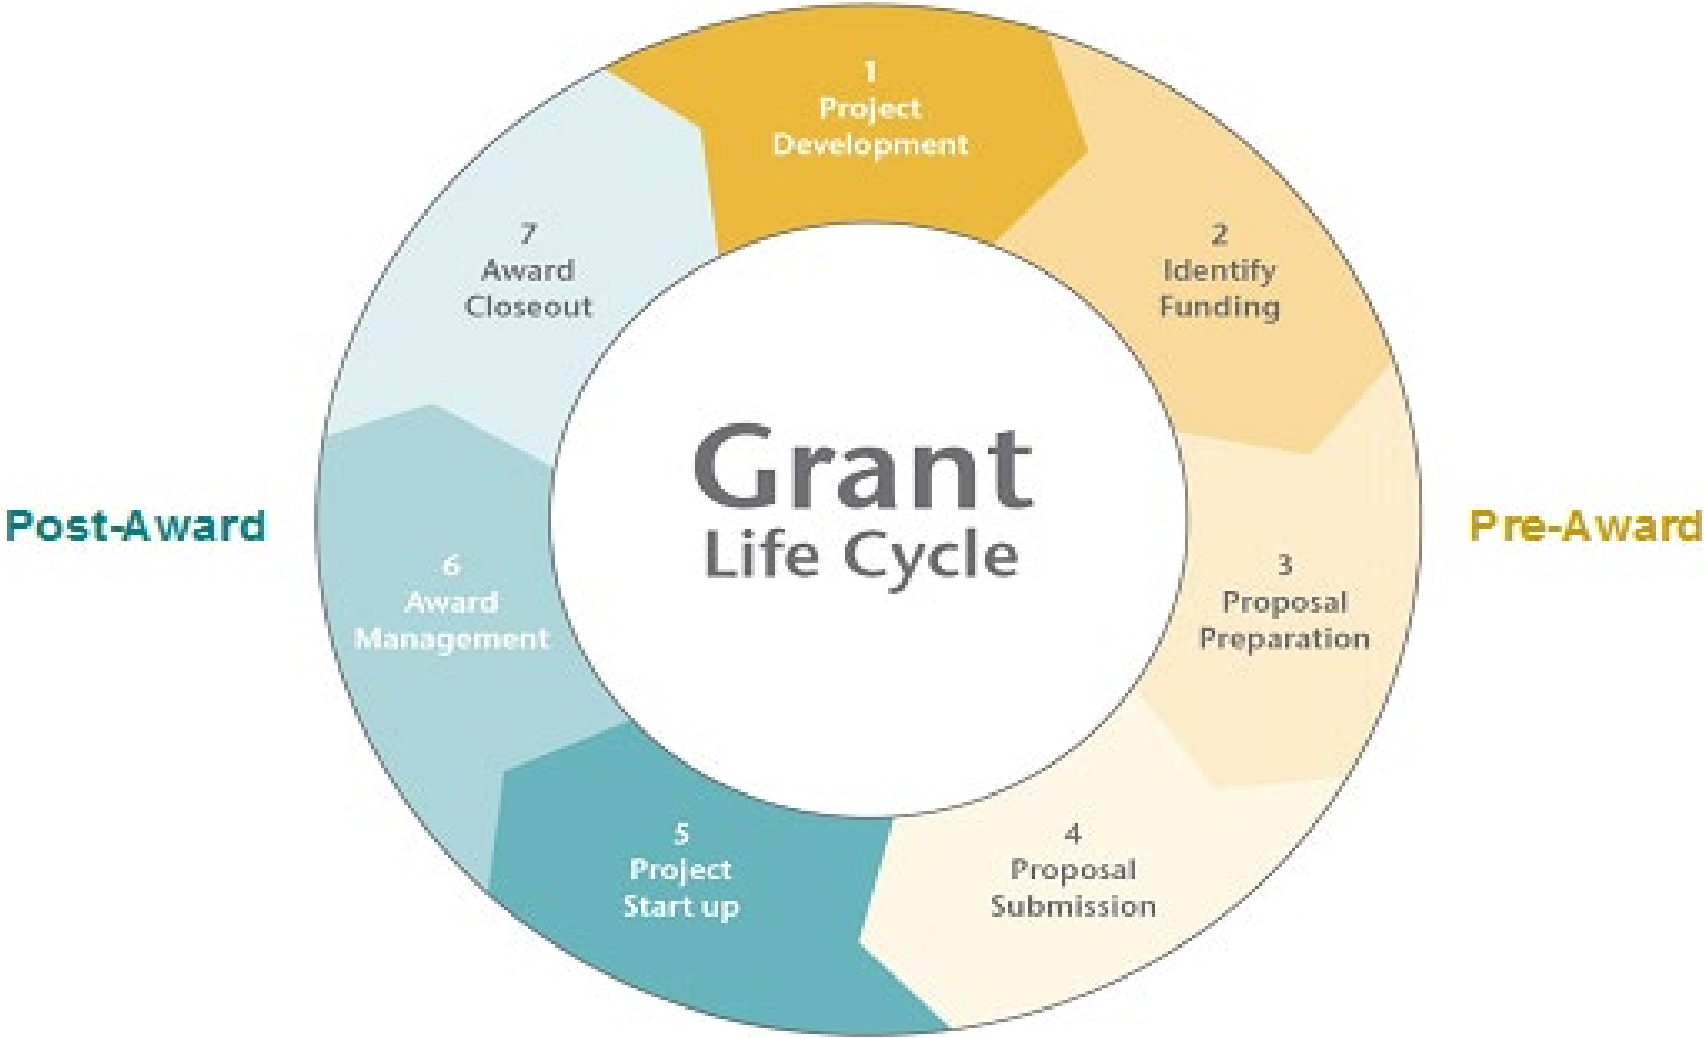 1
Project
Development
2
Identify
Funding
3
Proposal
Preparation
4
Proposal
Submission
5
Project
Start up
6
Award
Management
7
Award
Closeout
Grant
Life Cycle
Post-Award
Pre-Award